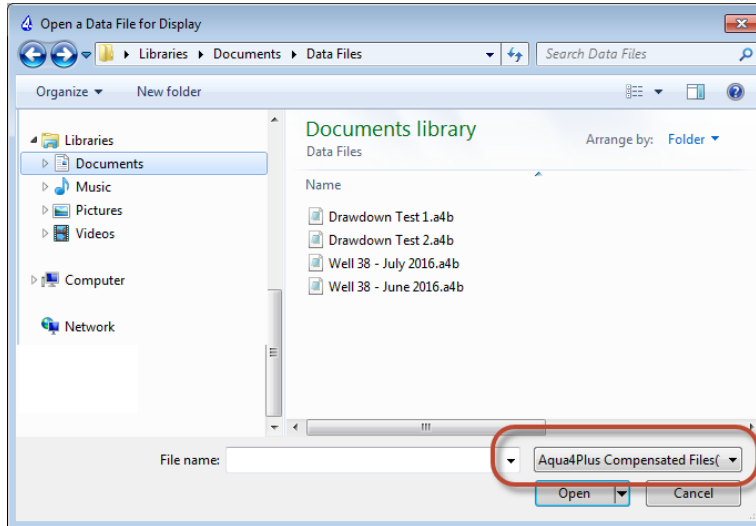 Open a Data File for Display
Libraries Documents Data Files
Search Data Files
Organize New folder
Libraries
Documents
Music
Pictures
Videos
Computer
Network
Documents library
Data Files
Arrange by: Folder
Name
Drawdown Test 1.a4b
Drawdown Test 2.a4b
Well 38 - July 2016.a4b
Well 38 - June 2016.a4b
File name:
Aqua4Plus Compensated Files(
Open Cancel